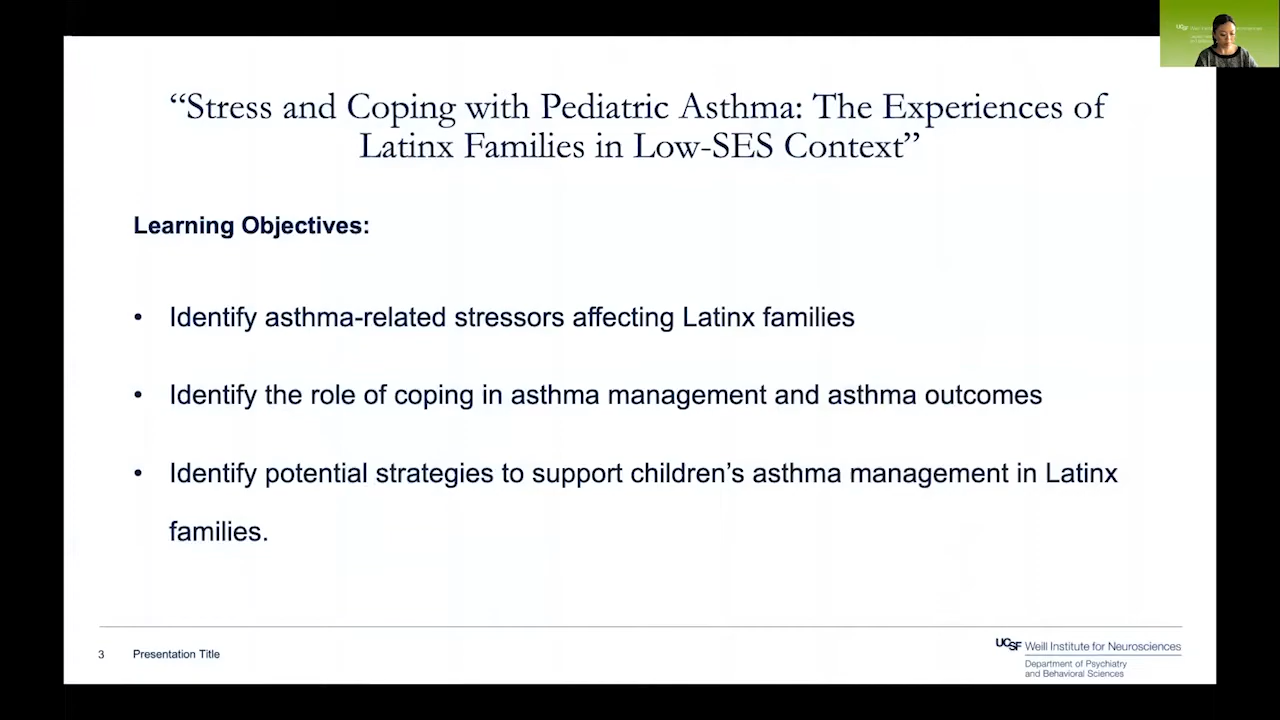 “Stress and Coping with Pediatric Asthma: The Experiences of
Latinx Families in Low-SES Context”
Learning Objectives:
• Identify asthma-related stressors affecting Latinx families
• Identify the role of coping in asthma management and asthma outcomes
• Identify potential strategies to support children’s asthma management in Latinx
families.
3 Presentation Title
UCSF Weill Institute for Neurosciences
Department of Psychiatry
and Behavioral Sciences
UCSF